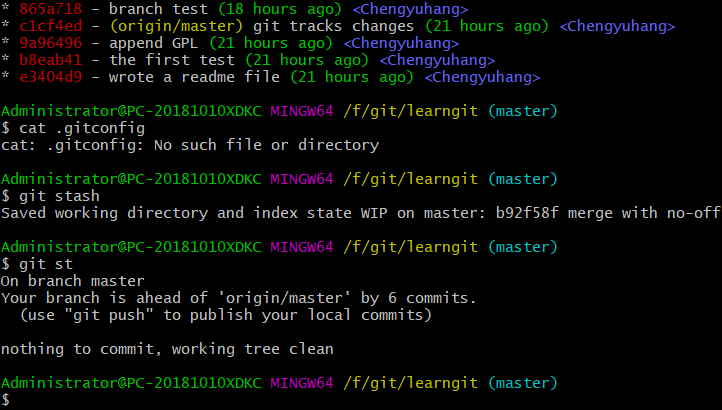 * 865a718 - branch test (18 hours ago) <Chengyuhang>
* c1cf4ed - (origin/master) git tracks changes (21 hours ago) <Chengyuhang>
* 9a96496 - append GPL (21 hours ago) <Chengyuhang>
* b8eab41 - the first test (21 hours ago) <Chengyuhang>
* e3404d9 - wrote a readme file (21 hours ago) <Chengyuhang>
Administrator@PC-20181010XDKC MINGW64 /f/git/learngit (master)
$ cat .gitconfig
cat: .gitconfig: No such file or directory
Administrator@PC-20181010XDKC MINGW64 /f/git/learngit (master)
$ git stash
Saved working directory and index state WIP on master: b92f58f merge with no-off
Administrator@PC-20181010XDKC MINGW64 /f/git/learngit (master)
$ git st
On branch master
Your branch is ahead of 'origin/master' by 6 commits.
  (use "git push" to publish your local commits)
nothing to commit, working tree clean
Administrator@PC-20181010XDKC MINGW64 /f/git/learngit (master)
$